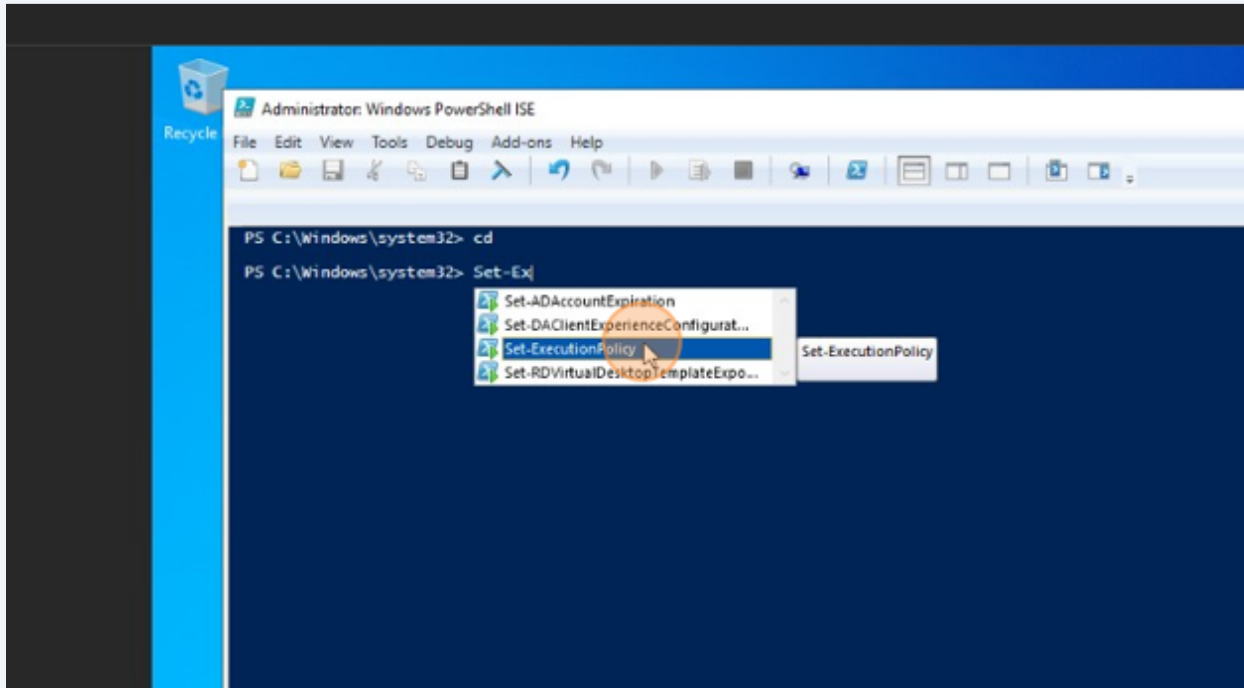 Recycle
Administrator: Windows PowerShell ISE
File Edit View Tools Debug Add-ons Help
PS C:\Windows\system32> cd
PS C:\Windows\system32> Set-Ex
Set-ADAccountExpiration
Set-DAClientExperienceConfigurat...
Set-ExecutionPolicy
Set-ExecutionPolicy
Set-RDVirtualDesktopTemplateExpo...